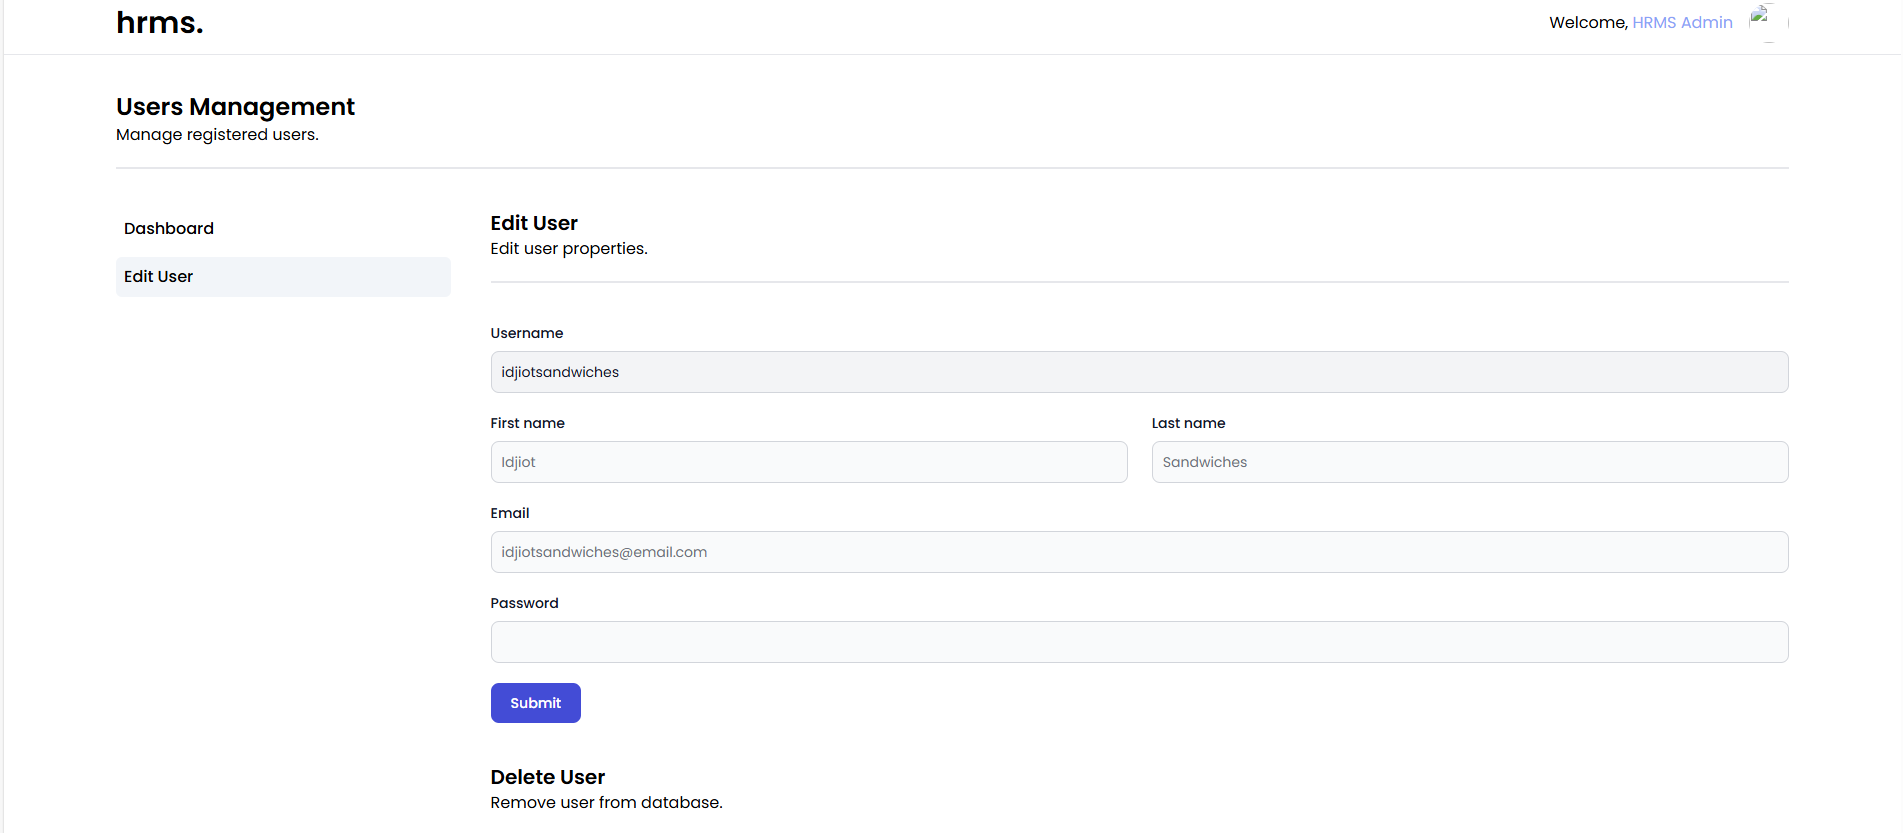 hrms.
Welcome, HRMS Admin
Users Management
Manage registered users.
Dashboard
Edit User
Edit User
Edit user properties.
Username
idjiotsandwiches
First name
Last name
Idjiot
Sandwiches
Email
idjiotsandwiches@email.com
Password
Submit
Delete User
Remove user from database.